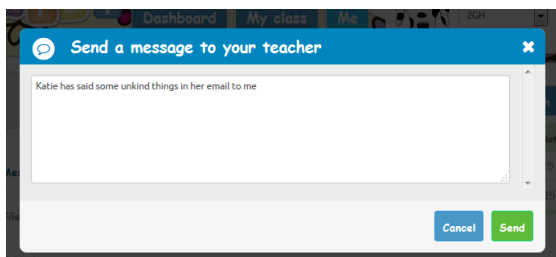 Dashboard My class Me 2GH
Send a message to your teacher
Katie has said some unkind things in her email to me
Cancel Send